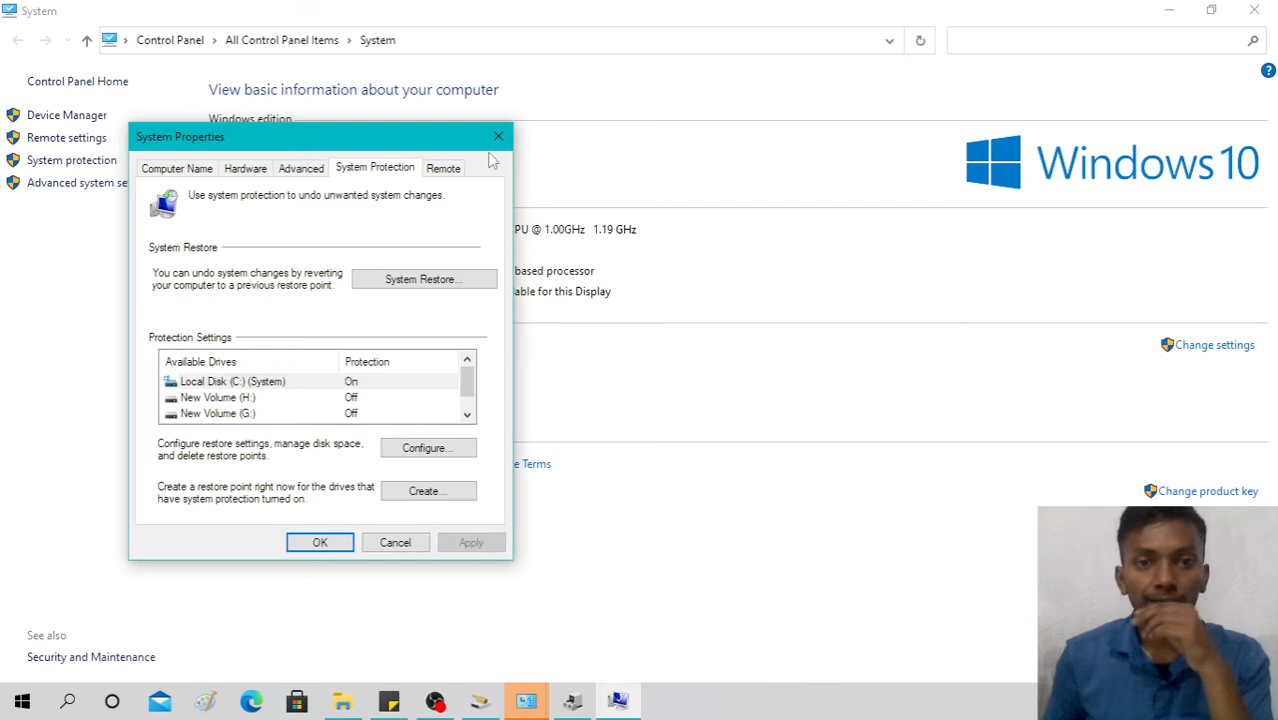 System
Control Panel > All Control Panel Items > System
Control Panel Home
Device Manager
Remote settings
System protection
Advanced system se
View basic information about your computer
Windows edition
Windows 10
PU @ 1.00GHz 1.19 GHz
based processor
lable for this Display
Change settings
e Terms
Change product key
See also
Security and Maintenance
System Properties
Computer Name Hardware Advanced System Protection Remote
Use system protection to undo unwanted system changes.
System Restore
You can undo system changes by reverting
your computer to a previous restore point.
System Restore...
Protection Settings
Available Drives Protection
Local Disk (C:) (System) On
New Volume (H:) Off
New Volume (G:) Off
Configure restore settings, manage disk space,
and delete restore points.
Configure...
Create a restore point right now for the drives that
have system protection turned on.
Create...
OK Cancel Apply